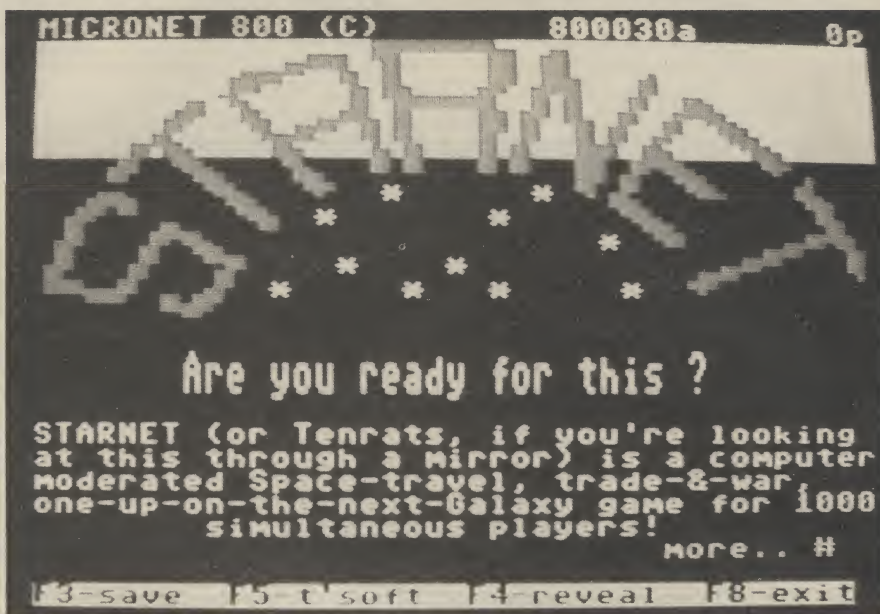 MICRONET 800 (C) 800030a 0p
STARNET
Are you ready for this ?
STARNET (or Tenrats, if you're looking
at this through a mirror) is a computer
moderated Space-travel, trade-&-war,
one-up-on-the-next-Galaxy game for 1000
simultaneous players!
more.. #
F3-save F5-t'soft F4-reveal F8-exit